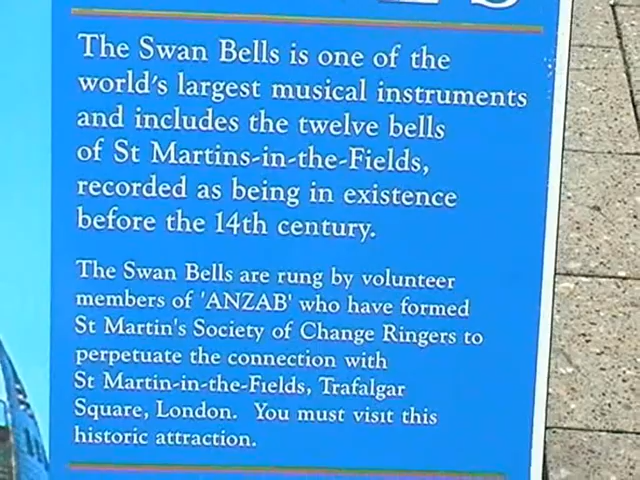 The Swan Bells is one of the
world's largest musical instruments
and includes the twelve bells
of St Martins-in-the-Fields,
recorded as being in existence
before the 14th century.
The Swan Bells are rung by volunteer
members of 'ANZAB' who have formed
St Martin's Society of Change Ringers to
perpetuate the connection with
St Martin-in-the-Fields, Trafalgar
Square, London. You must visit this
historic attraction.